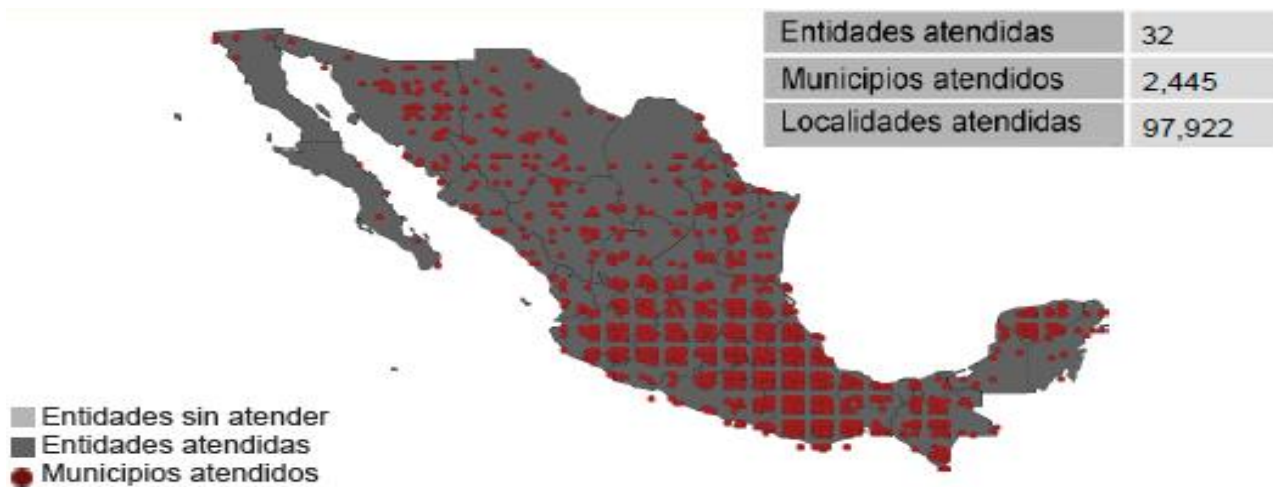 Entidades atendidas 32
Municipios atendidos 2,445
Localidades atendidas 97,922
Entidades sin atender
Entidades atendidas
Municipios atendidos